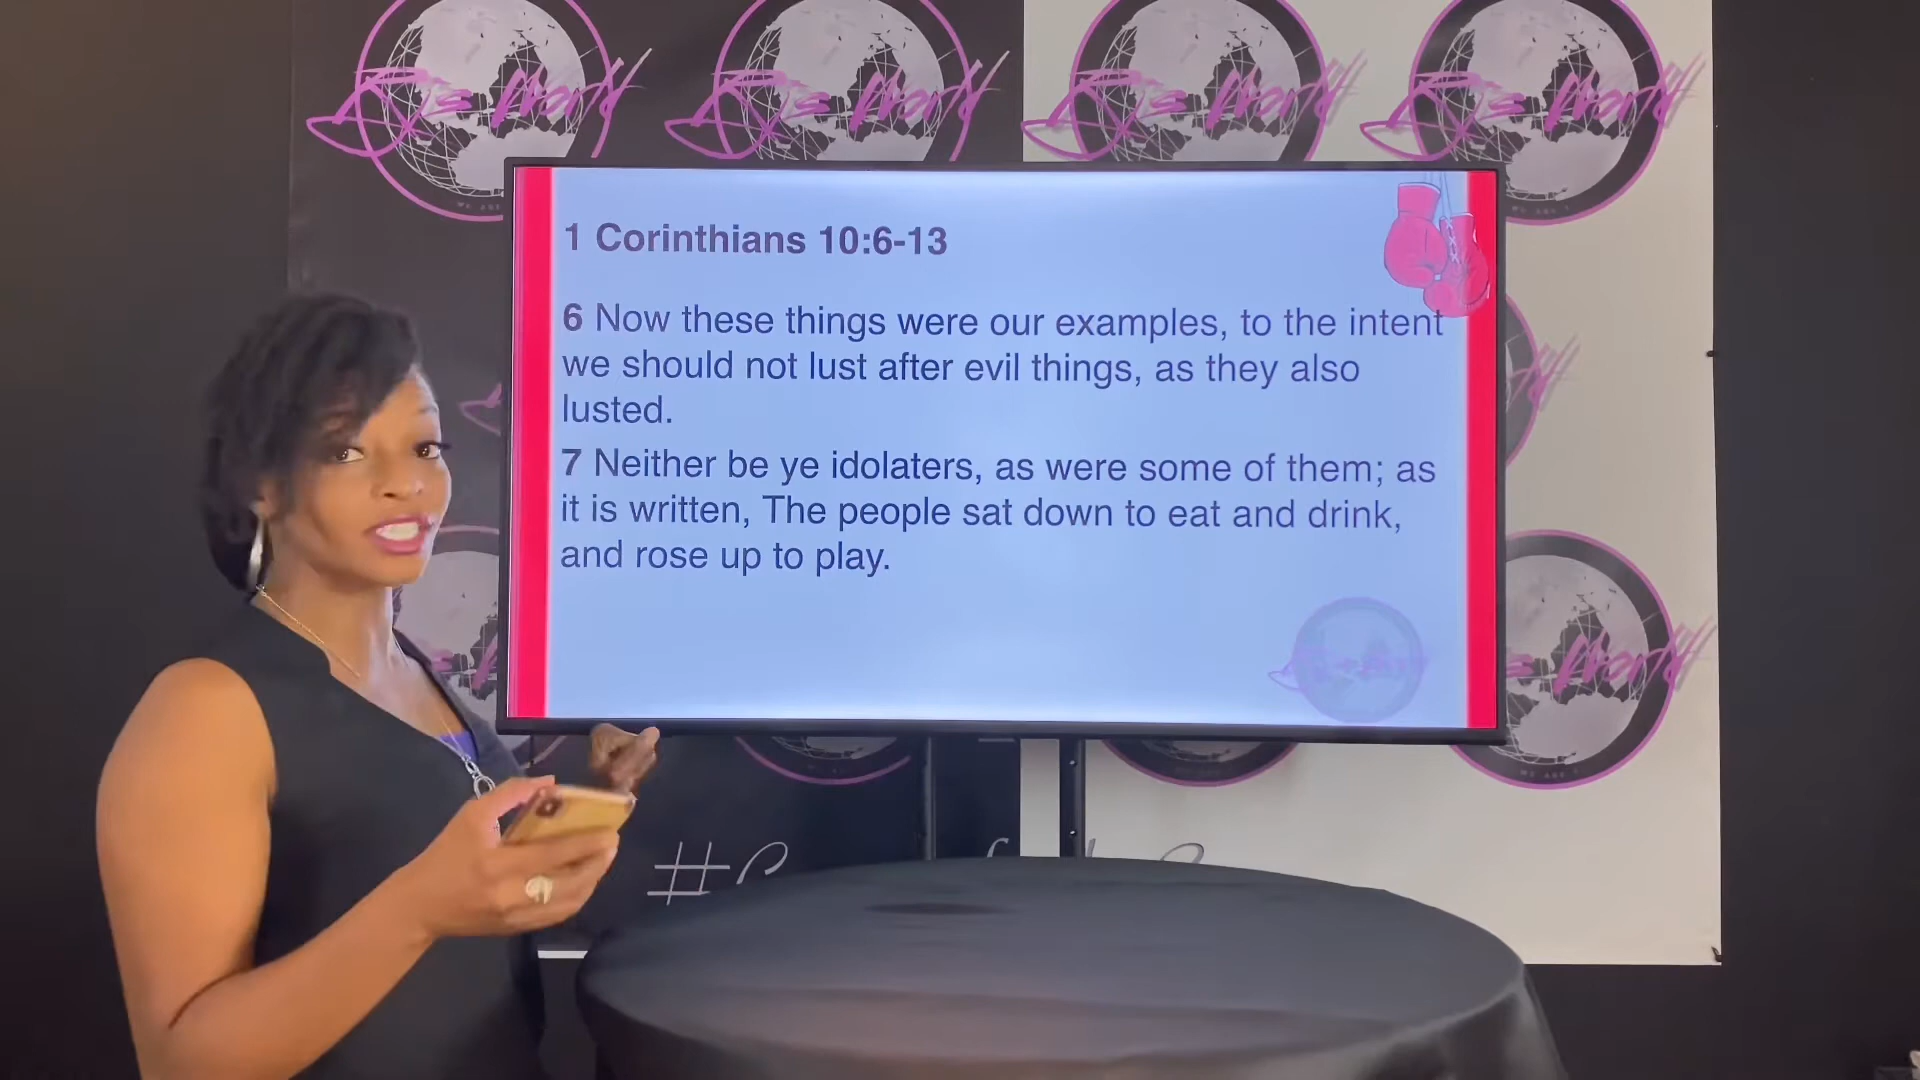 1 Corinthians 10:6-13
6 Now these things were our examples, to the intent
we should not lust after evil things, as they also
lusted.
7 Neither be ye idolaters, as were some of them; as
it is written, The people sat down to eat and drink,
and rose up to play.